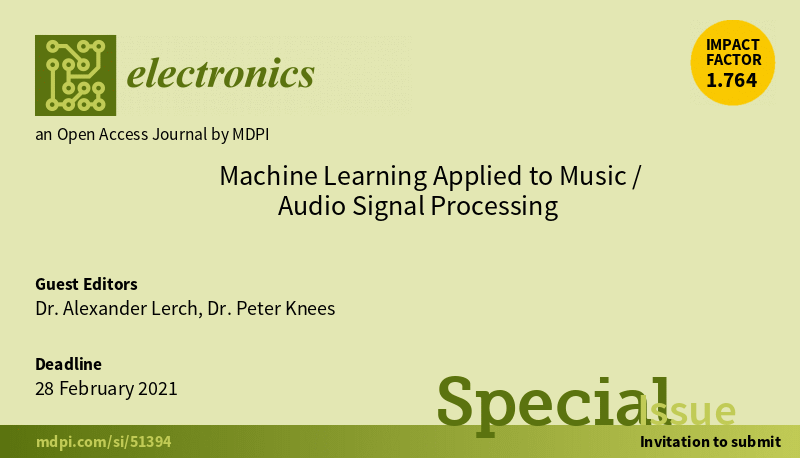 electronics
IMPACT
FACTOR
1.764
an Open Access Journal by MDPI
Machine Learning Applied to Music /
Audio Signal Processing
Guest Editors
Dr. Alexander Lerch, Dr. Peter Knees
Deadline
28 February 2021
Special Issue
mdpi.com/si/51394
Invitation to submit